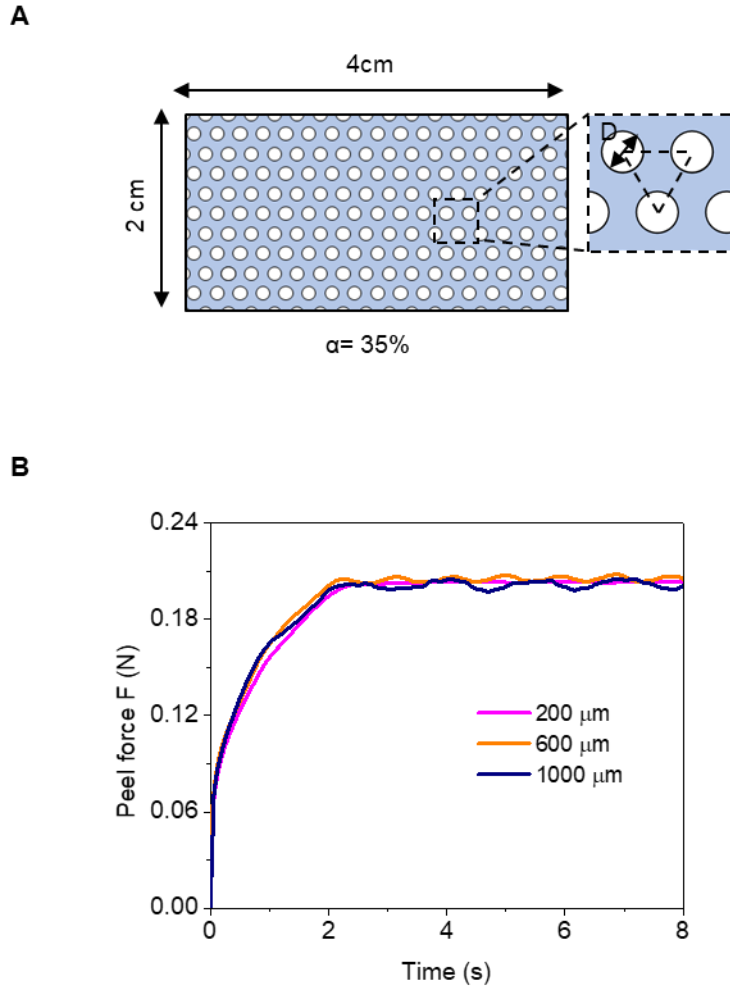 A
4cm
D
2 cm
α= 35%
B
0.24
0.18
0.12
0.06
0.00
Peel force F (N)
200 μm
600 μm
1000 μm
0
2
4
6
8
Time (s)